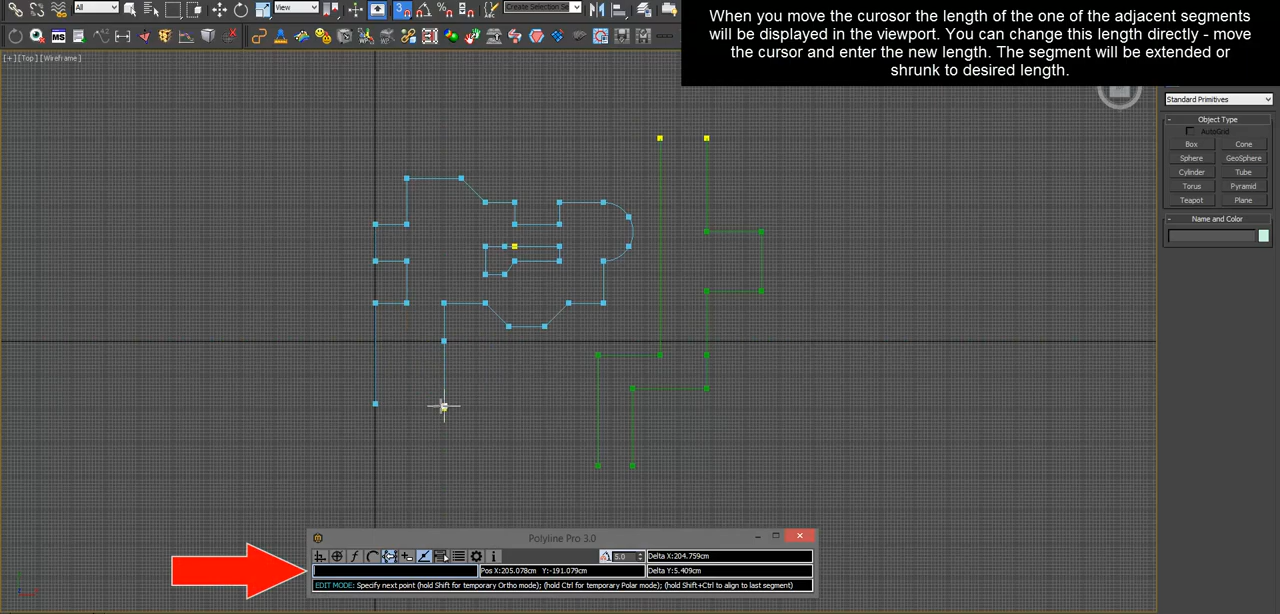 All
View
Create Selection Se
When you move the curosor the length of the one of the adjacent segments
will be displayed in the viewport. You can change this length directly - move
the cursor and enter the new length. The segment will be extended or
shrunk to desired length.
MS
[+] [Top] [Wireframe]
Standard Primitives
Object Type
AutoGrid
Box
Cone
Sphere
GeoSphere
Cylinder
Tube
Torus
Pyramid
Teapot
Plane
Name and Color
Polyline Pro 3.0
5.0
Delta X:204.759cm
Pos X:205.078cm Y:-191.079cm
Delta Y:5.409cm
EDIT MODE: Specify next point (hold Shift for temporary Ortho mode); (hold Ctrl for temporary Polar mode); (hold Shift+Ctrl to align to last segment)